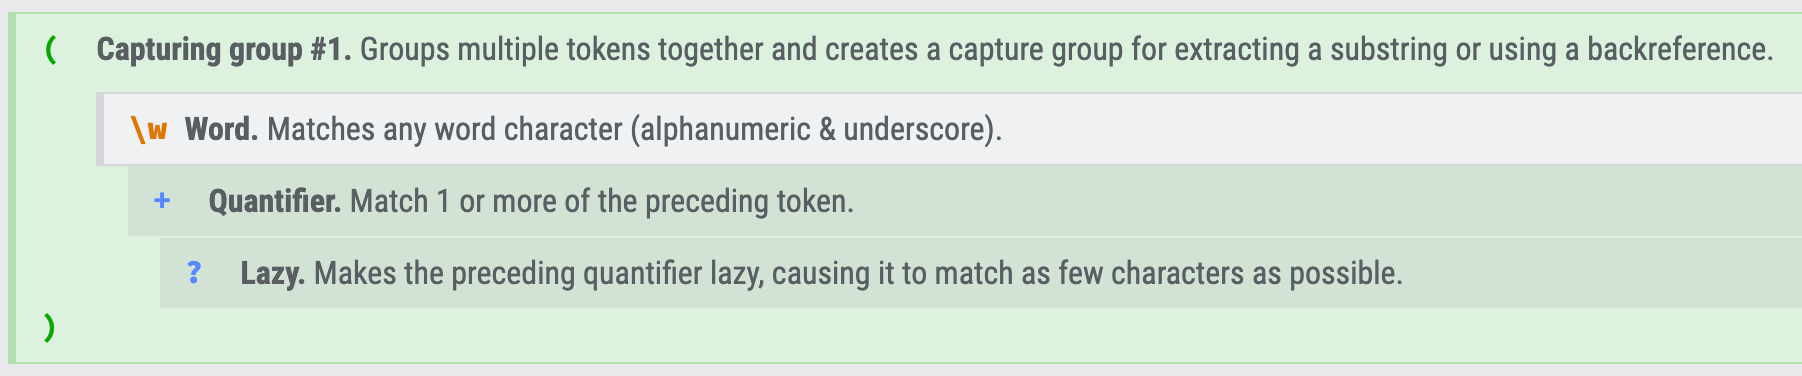 ( Capturing group #1. Groups multiple tokens together and creates a capture group for extracting a substring or using a backreference.
\w Word. Matches any word character (alphanumeric & underscore).
+ Quantifier. Match 1 or more of the preceding token.
? Lazy. Makes the preceding quantifier lazy, causing it to match as few characters as possible.
)